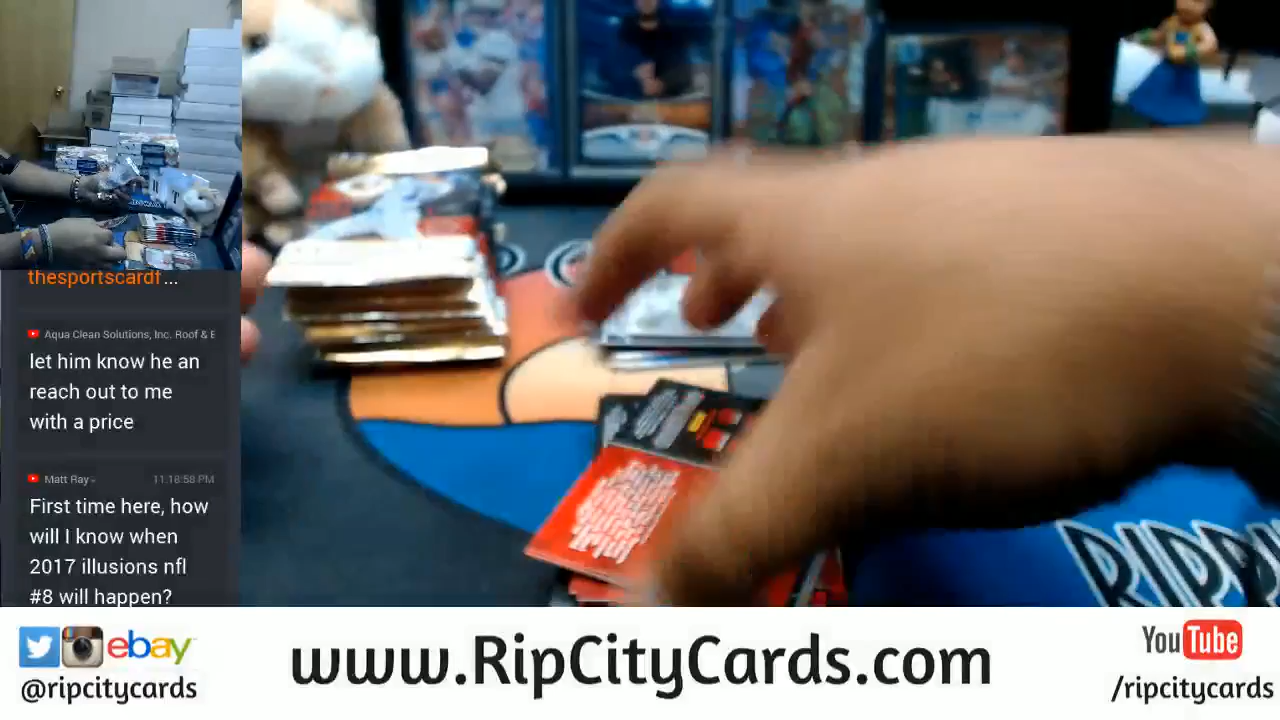 thesportscardf...
Aqua Clean Solutions, Inc. Roof & E
let him know he an
reach out to me
with a price
Matt Ray 11:18:58 PM
First time here, how
will I know when
2017 illusions nfl
#8 will happen?
RIPPI
ebay
@ripcitycards
www.RipCityCards.com
YouTube
/ripcitycards